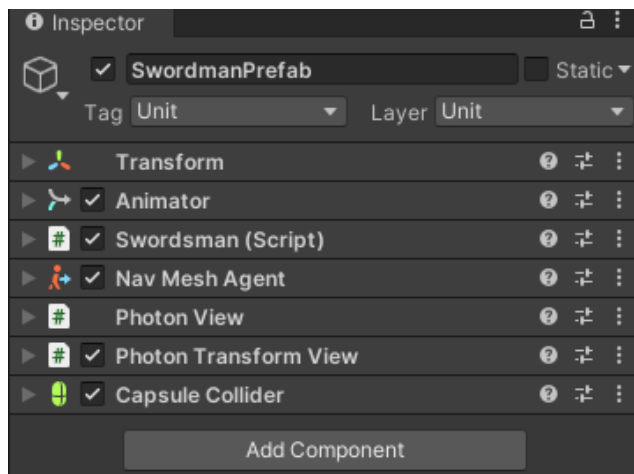 Inspector
SwordmanPrefab Static
Tag Unit Layer Unit
Transform
Animator
# Swordsman (Script)
Nav Mesh Agent
# Photon View
# Photon Transform View
Capsule Collider
Add Component